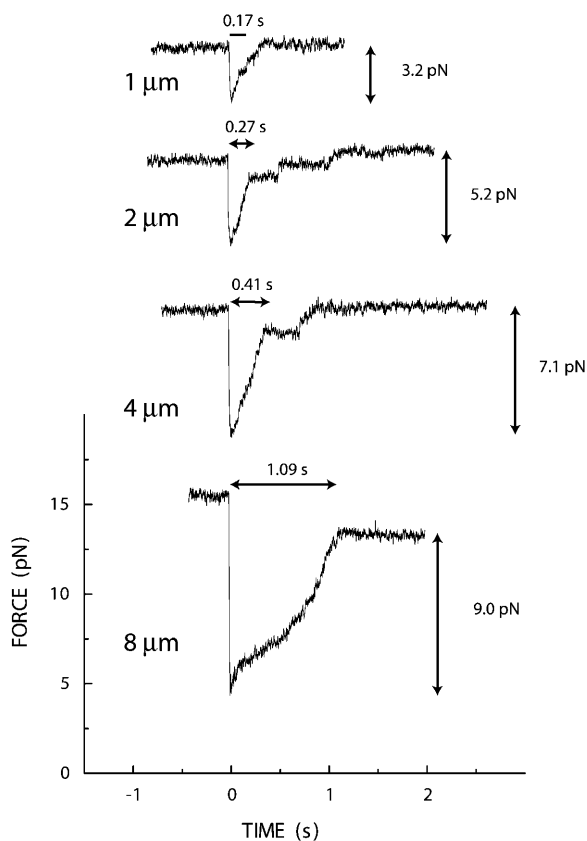 0.17 s
1 μm
3.2 pN
0.27 s
2 μm
5.2 pN
0.41 s
4 μm
7.1 pN
1.09 s
15
10
8 μm
9.0 pN
5
0
FORCE (pN)
-1
0
1
2
TIME (s)